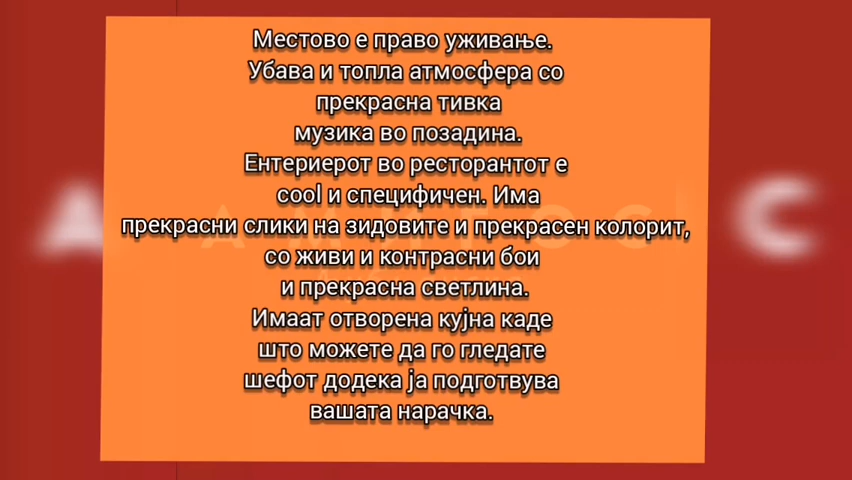 Местово е право уживање.
Убава и топла атмосфера со
прекрасна тивка
музика во позадина.
Ентериерот во ресторантот е
cool и специфичен. Има
прекрасни слики на зидовите и прекрасен колорит,
со живи и контрасни бои
и прекрасна светлина.
Имаат отворена кујна каде
што можете да го гледате
шефот додека ја подготвува
вашата нарачка.